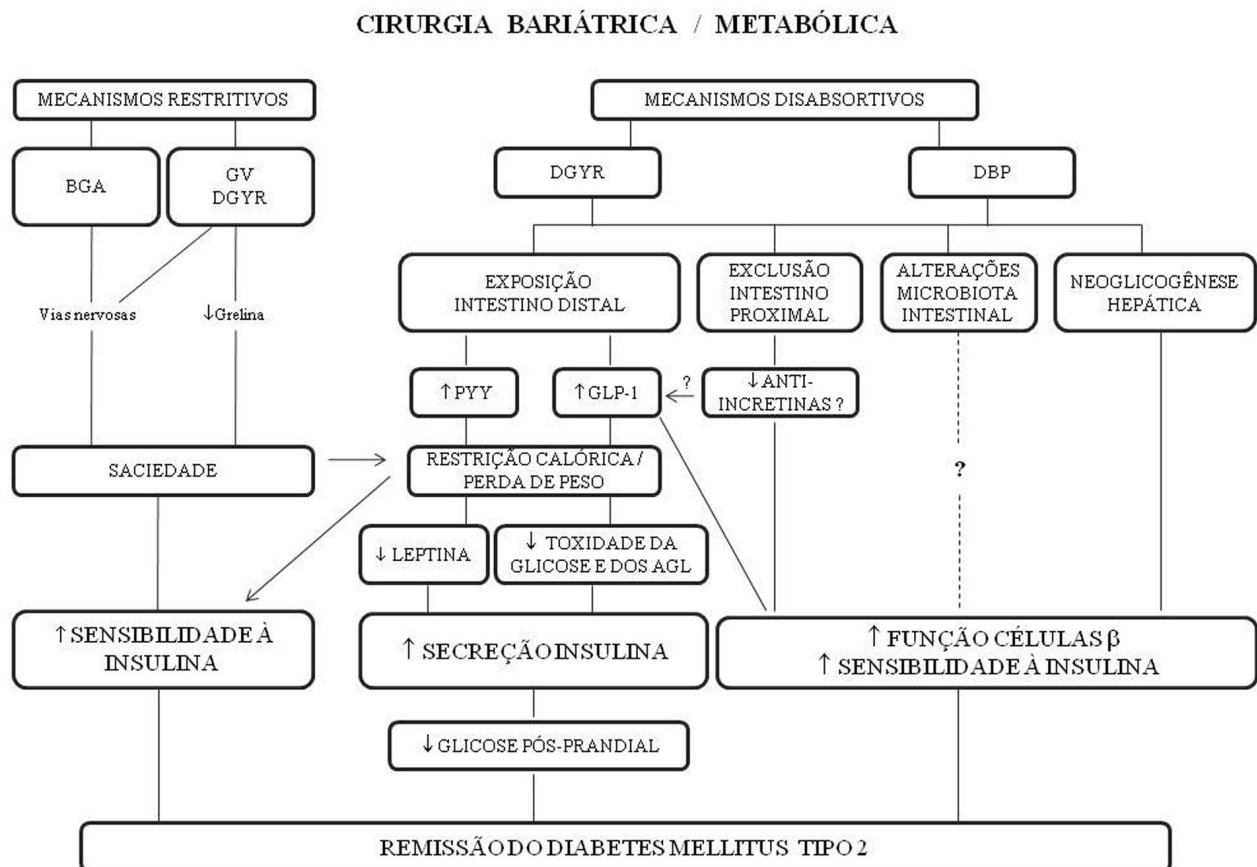 CIRURGIA BARIÁTRICA / METABÓLICA
MECANISMOS RESTRITIVOS
MECANISMOS DISABSORTIVOS
BGA
GV
DGYR
DGYR
DBP
Vias nervosas
↓Grelina
EXPOSIÇÃO
INTESTINO DISTAL
EXCLUSÃO
INTESTINO
PROXIMAL
ALTERAÇÕES
MICROBIOTA
INTESTINAL
NEOGLICOGÊNESE
HEPÁTICA
↑PYY
↑GLP-1
?
↓ANTI-
INCRETINAS ?
SACIEDADE
RESTRIÇÃO CALÓRICA /
PERDA DE PESO
?
↓ LEPTINA
↓ TOXIDADE DA
GLICOSE E DOS AGL
↑SENSIBILIDADE À
INSULINA
↑ SECREÇÃO INSULINA
↑ FUNÇÃO CÉLULAS β
↑ SENSIBILIDADE À INSULINA
↓GLICOSE PÓS-PRANDIAL
REMISSÃO DO DIABETES MELLITUS TIPO 2